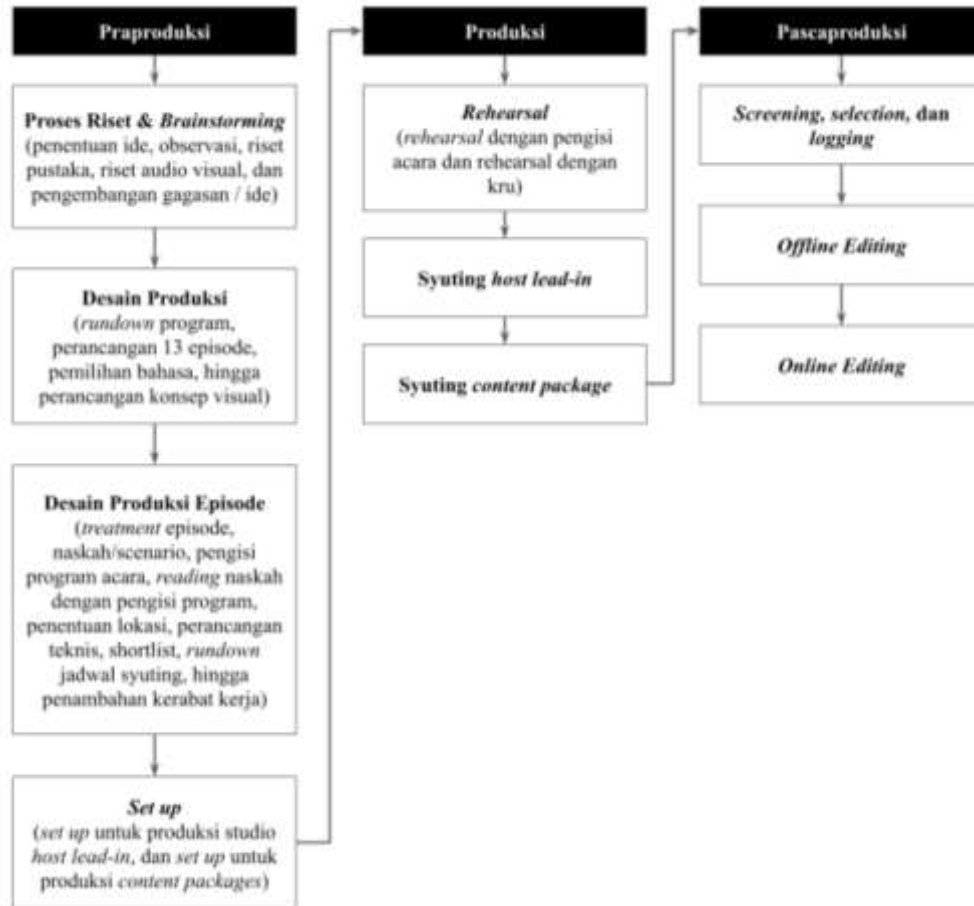 Praproduksi
Proses Riset & Brainstorming
(penentuan ide, observasi, riset
pustaka, riset audio visual, dan
pengembangan gagasan / ide)
Desain Produksi
(rundown program,
perancangan 13 episode,
pemilihan bahasa, hingga
perancangan konsep visual)
Desain Produksi Episode
(treatment episode,
naskah/scenario, pengisi
program acara, reading naskah
dengan pengisi program,
penentuan lokasi, perancangan
teknis, shortlist, rundown
jadwal syuting, hingga
penambahan kerabat kerja)
Set up
(set up untuk produksi studio
host lead-in, dan set up untuk
produksi content packages)
Produksi
Rehearsal
(rehearsal dengan pengisi
acara dan rehearsal dengan
kru)
Syuting host lead-in
Syuting content package
Pascaproduksi
Screening, selection, dan
logging
Offline Editing
Online Editing